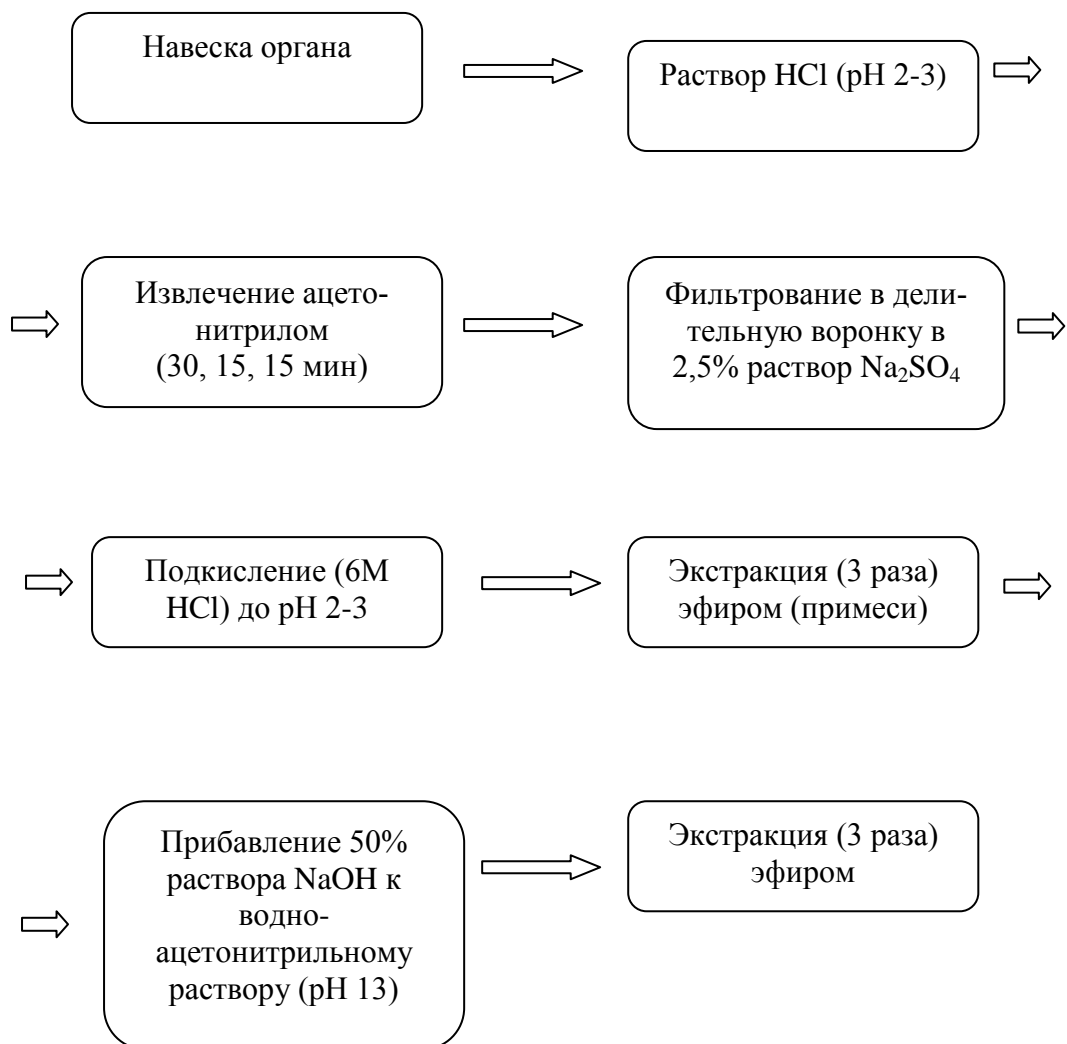 Навеска органа
Раствор HCl (pH 2-3)
Извлечение ацето-
нитрилом
(30, 15, 15 мин)
Фильтрование в дели-
тельную воронку в
2,5% раствор Na₂SO₄
Подкисление (6М
HCl) до pH 2-3
Экстракция (3 раза)
эфиром (примеси)
Прибавление 50%
раствора NaOH к
водно-
ацетонитрильному
раствору (pH 13)
Экстракция (3 раза)
эфиром